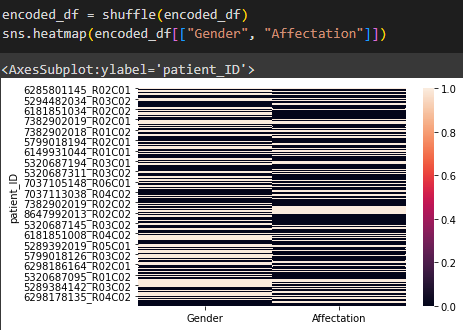 encoded_df = shuffle(encoded_df)
sns.heatmap(encoded_df[["Gender", "Affectation"]])
<AxesSubplot:ylabel='patient_ID'>
6285801145_R02C01
5294482034_R03C02
6181851034_R02C02
7382902019_R02C01
7382902018_R01C02
5799018194_R02C01
6149931044_R01C01
5320687194_R03C01
5320687311_R03C02
7037105148_R06C01
7037113038_R04C02
7382902019_R02C02
8647992013_R02C02
5320687145_R03C02
6181851008_R04C02
5289392019_R05C01
5799018126_R03C02
6298186164_R02C01
5320687095_R01C02
5289384142_R03C02
6298178135_R04C02
patient_ID
Gender
Affectation
1.0
0.8
0.6
0.4
0.2
0.0